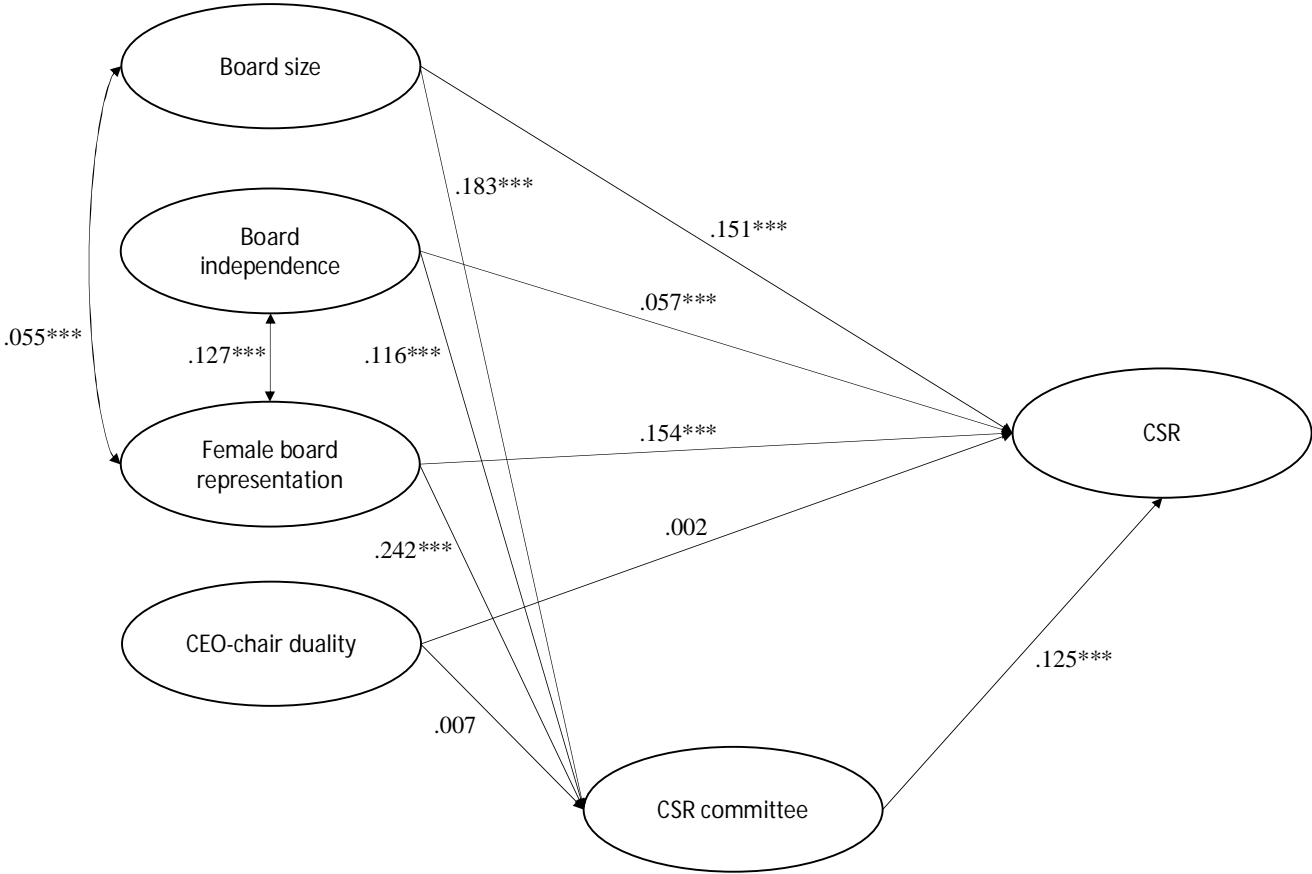 Board size
.183***
.151***
Board
independence
.057***
.055***
.127***
.116***
Female board
representation
.154***
CSR
.242***
.002
CEO-chair duality
.125***
.007
CSR committee